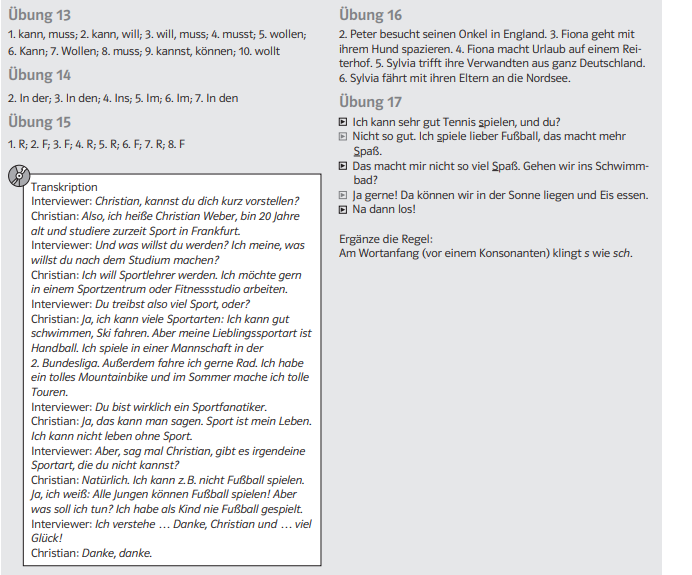 Übung 13
1. kann, muss; 2. kann, will; 3. will, muss; 4. musst; 5. wollen;
6. Kann; 7. Wollen; 8. muss; 9. kannst, können; 10. wollt
Übung 14
2. In der; 3. In den; 4. Ins; 5. Im; 6. Im; 7. In den
Übung 15
1. R; 2. F; 3. F; 4. R; 5. R; 6. F; 7. R; 8. F
Transkription
Interviewer: Christian, kannst du dich kurz vorstellen?
Christian: Also, ich heiße Christian Weber, bin 20 Jahre
alt und studiere zurzeit Sport in Frankfurt.
Interviewer: Und was willst du werden? Ich meine, was
willst du nach dem Studium machen?
Christian: Ich will Sportlehrer werden. Ich möchte gern
in einem Sportzentrum oder Fitnessstudio arbeiten.
Interviewer: Du treibst also viel Sport, oder?
Christian: Ja, ich kann viele Sportarten: Ich kann gut
schwimmen, Ski fahren. Aber meine Lieblingssportart ist
Handball. Ich spiele in einer Mannschaft in der
2. Bundesliga. Außerdem fahre ich gerne Rad. Ich habe
ein tolles Mountainbike und im Sommer mache ich tolle
Touren.
Interviewer: Du bist wirklich ein Sportfanatiker.
Christian: Ja, das kann man sagen. Sport ist mein Leben.
Ich kann nicht leben ohne Sport.
Interviewer: Aber, sag mal Christian, gibt es irgendeine
Sportart, die du nicht kannst?
Christian: Natürlich. Ich kann z. B. nicht Fußball spielen.
Ja, ich weiß: Alle Jungen können Fußball spielen! Aber
was soll ich tun? Ich habe als Kind nie Fußball gespielt.
Interviewer: Ich verstehe … Danke, Christian und … viel
Glück!
Christian: Danke, danke.
Übung 16
2. Peter besucht seinen Onkel in England. 3. Fiona geht mit
ihrem Hund spazieren. 4. Fiona macht Urlaub auf einem Rei-
terhof. 5. Sylvia trifft ihre Verwandten aus ganz Deutschland.
6. Sylvia fährt mit ihren Eltern an die Nordsee.
Übung 17
Ich kann sehr gut Tennis spielen, und du?
Nicht so gut. Ich spiele lieber Fußball, das macht mehr
Spaß.
Das macht mir nicht so viel Spaß. Gehen wir ins Schwimm-
bad?
Ja gerne! Da können wir in der Sonne liegen und Eis essen.
Na dann los!
Ergänze die Regel:
Am Wortanfang (vor einem Konsonanten) klingt s wie sch.